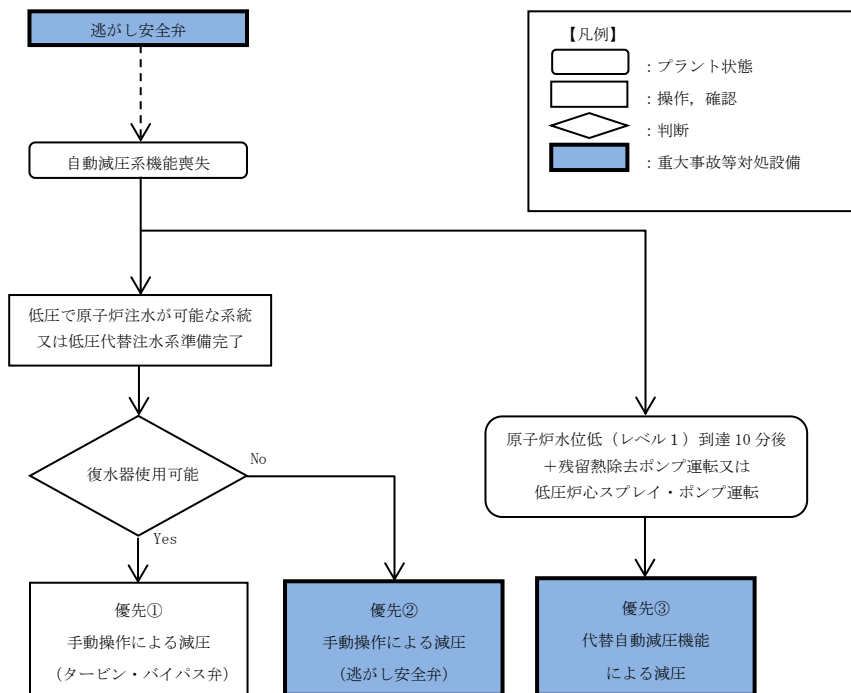 逃がし安全弁
【凡例】
：プラント状態
：操作，確認
：判断
：重大事故等対処設備
自動減圧系機能喪失
低圧で原子炉注水が可能な系統
又は低圧代替注水系準備完了
復水器使用可能
No
Yes
原子炉水位低（レベル１）到達 10 分後
＋残留熱除去ポンプ運転又は
低圧炉心スプレイ・ポンプ運転
優先①
手動操作による減圧
（タービン・バイパス弁）
優先②
手動操作による減圧
（逃がし安全弁）
優先③
代替自動減圧機能
による減圧